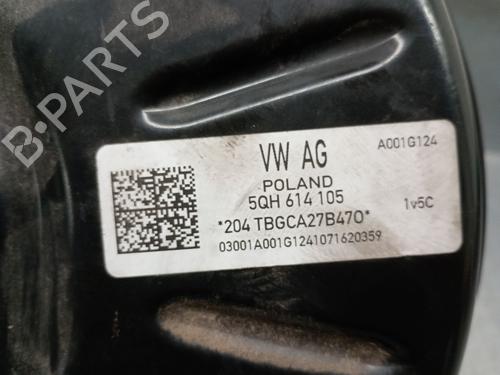 B-PARTS
VW AG
A001G124
POLAND
5QH 614 105
1v5C
*204 TBGCA27B470*
03001A001G1241071620359